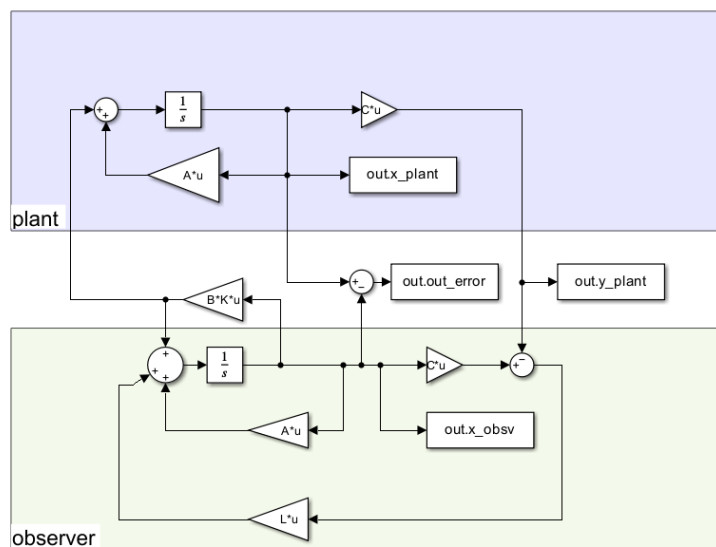 +
+
1
s
C*u
A*u
out.x_plant
plant
+
−
out.out_error
out.y_plant
B*K*u
+
+
+
1
s
C*u
+
−
A*u
out.x_obsv
L*u
observer